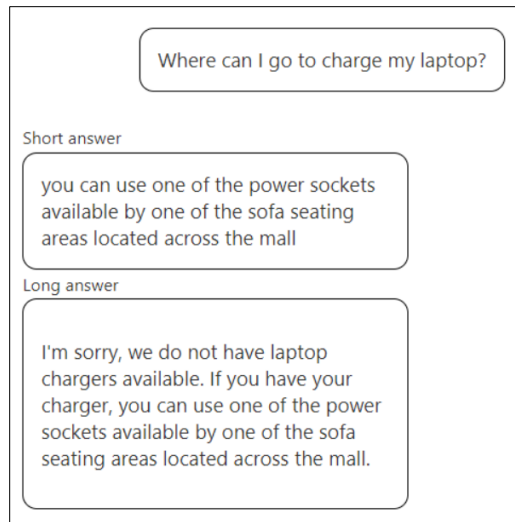 Where can I go to charge my laptop?
Short answer
you can use one of the power sockets
available by one of the sofa seating
areas located across the mall
Long answer
I'm sorry, we do not have laptop
chargers available. If you have your
charger, you can use one of the power
sockets available by one of the sofa
seating areas located across the mall.